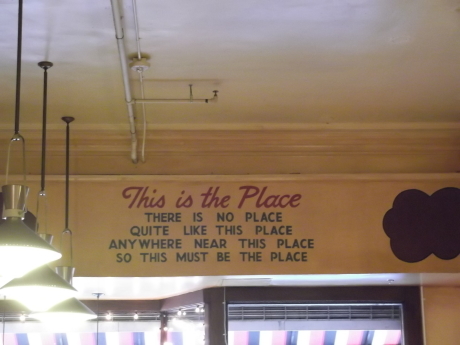 This is the Place
THERE IS NO PLACE
QUITE LIKE THIS PLACE
ANYWHERE NEAR THIS PLACE
SO THIS MUST BE THE PLACE